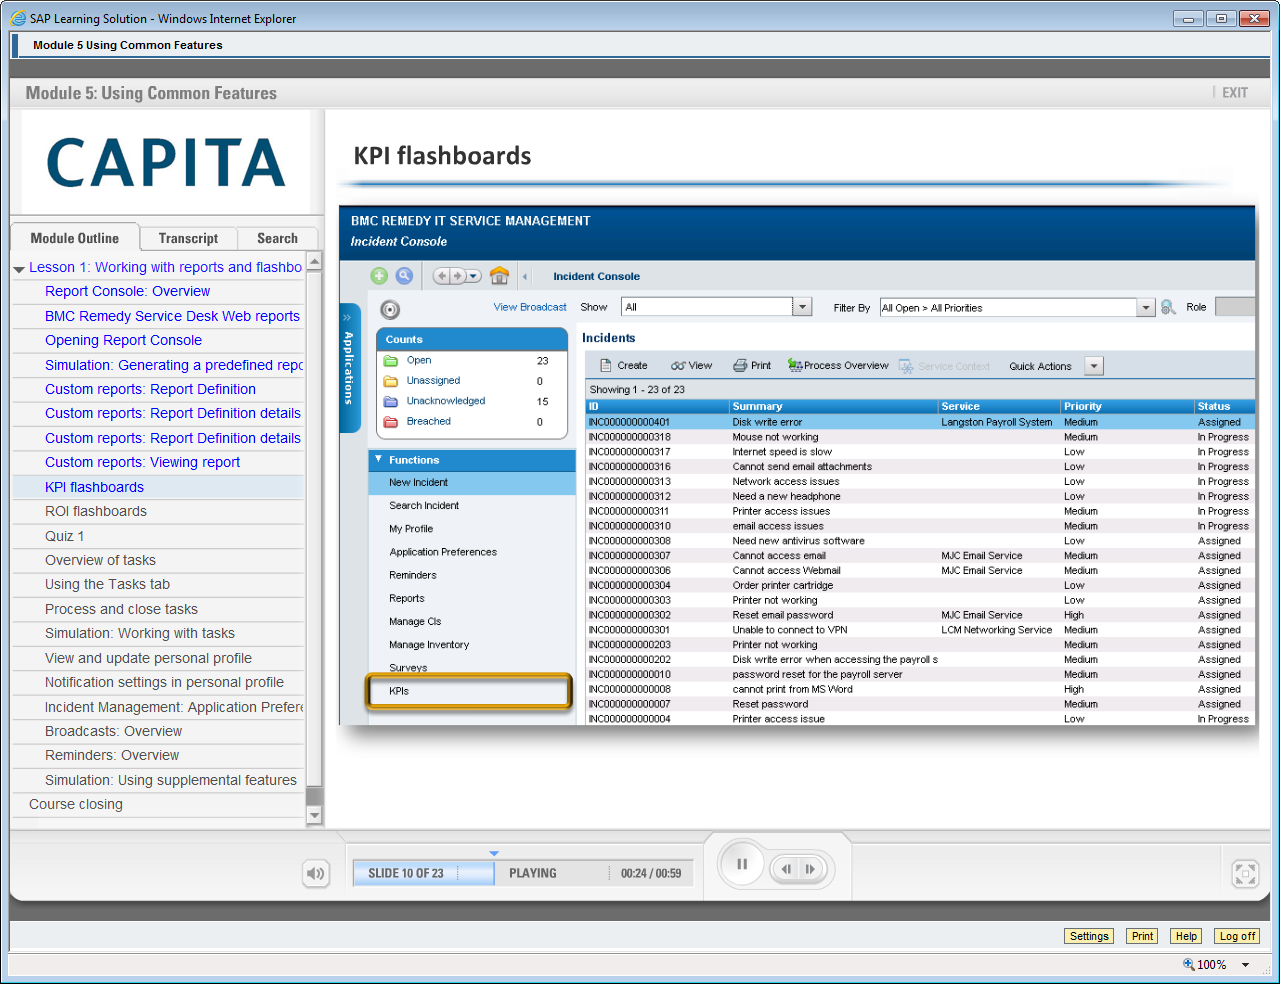 SAP Learning Solution - Windows Internet Explorer
Module 5 Using Common Features
Module 5: Using Common Features
EXIT
CAPITA
Module Outline
Transcript
Search
Lesson 1: Working with reports and flashbo
Report Console: Overview
BMC Remedy Service Desk Web reports
Opening Report Console
Simulation: Generating a predefined repo
Custom reports: Report Definition
Custom reports: Report Definition details
Custom reports: Report Definition details
Custom reports: Viewing report
KPI flashboards
ROI flashboards
Quiz 1
Overview of tasks
Using the Tasks tab
Process and close tasks
Simulation: Working with tasks
View and update personal profile
Notification settings in personal profile
Incident Management: Application Prefere
Broadcasts: Overview
Reminders: Overview
Simulation: Using supplemental features
Course closing
KPI flashboards
BMC REMEDY IT SERVICE MANAGEMENT
Incident Console
Incident Console
View Broadcast Show All Filter By All Open > All Priorities Role
Applications
Counts
Open 23
Unassigned 0
Unacknowledged 15
Breached 0
Functions
New Incident
Search Incident
My Profile
Application Preferences
Reminders
Reports
Manage CIs
Manage Inventory
Surveys
KPIs
Incidents
Create View Print Process Overview Service Context Quick Actions
Showing 1 - 23 of 23
ID Summary Service Priority Status
INC000000000401 Disk write error Langston Payroll System Medium Assigned
INC000000000318 Mouse not working Medium In Progress
INC000000000317 Internet speed is slow Low In Progress
INC000000000316 Cannot send email attachments Low In Progress
INC000000000313 Network access issues Low In Progress
INC000000000312 Need a new headphone Low In Progress
INC000000000311 Printer access issues Medium In Progress
INC000000000310 email access issues Medium In Progress
INC000000000308 Need new antivirus software Low Assigned
INC000000000307 Cannot access email MJC Email Service Medium Assigned
INC000000000306 Cannot access Webmail MJC Email Service Medium Assigned
INC000000000304 Order printer cartridge Low Assigned
INC000000000303 Printer not working Low Assigned
INC000000000302 Reset email password MJC Email Service High Assigned
INC000000000301 Unable to connect to VPN LCM Networking Service Medium Assigned
INC000000000203 Printer not working Medium Assigned
INC000000000202 Disk write error when accessing the payroll s Medium Assigned
INC000000000010 password reset for the payroll server Medium Assigned
INC000000000008 cannot print from MS Word High Assigned
INC000000000007 Reset password Medium Assigned
INC000000000004 Printer access issue Low In Progress
SLIDE 10 OF 23
PLAYING
00:24 / 00:59
Settings
Print
Help
Log off
100%